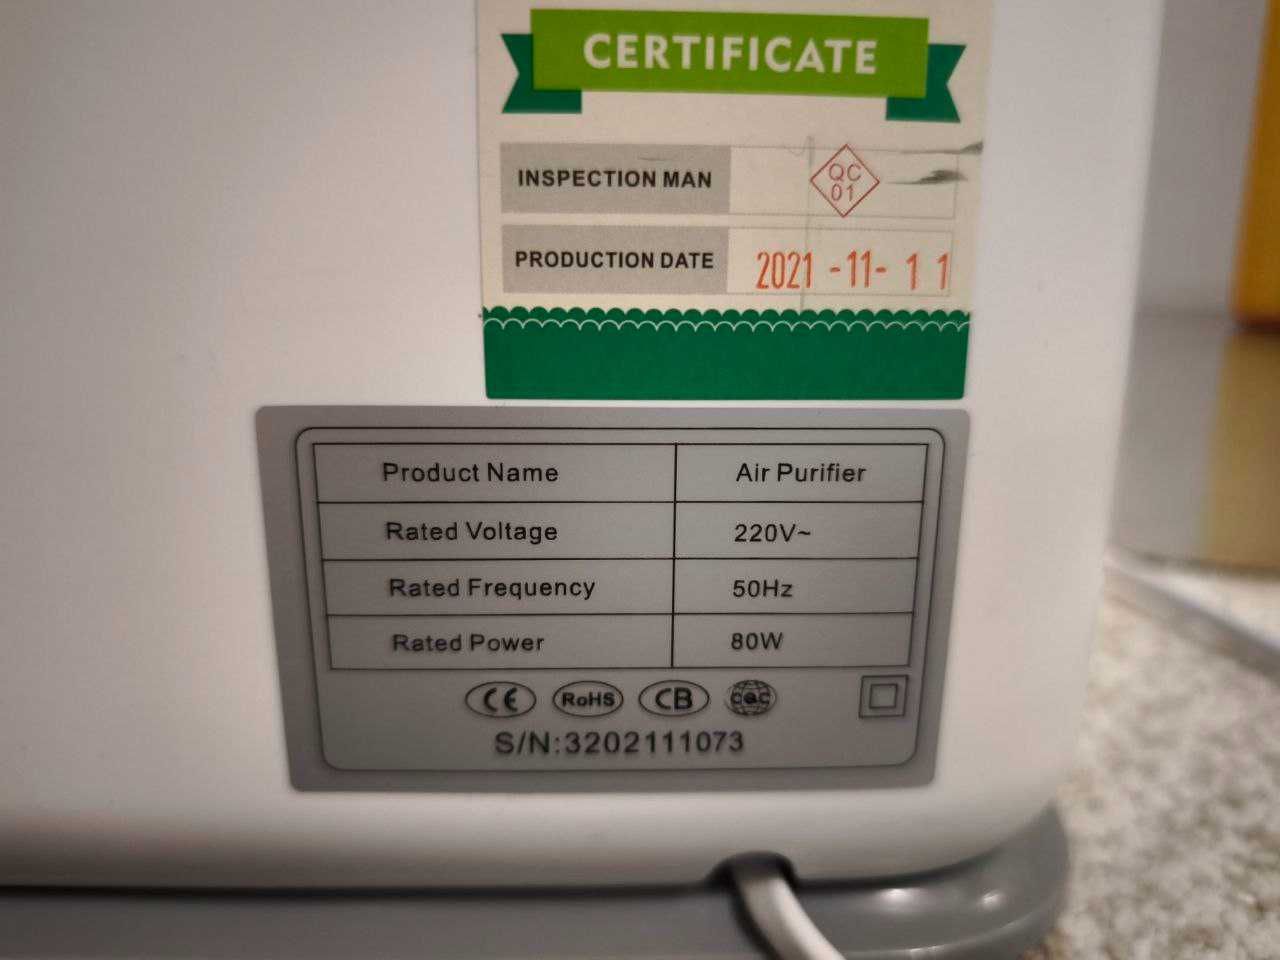 CERTIFICATE
INSPECTION MAN QC 01
PRODUCTION DATE 2021 -11- 11
Product Name Air Purifier
Rated Voltage 220V~
Rated Frequency 50Hz
Rated Power 80W
CE RoHS CB CQC
S/N:3202111073